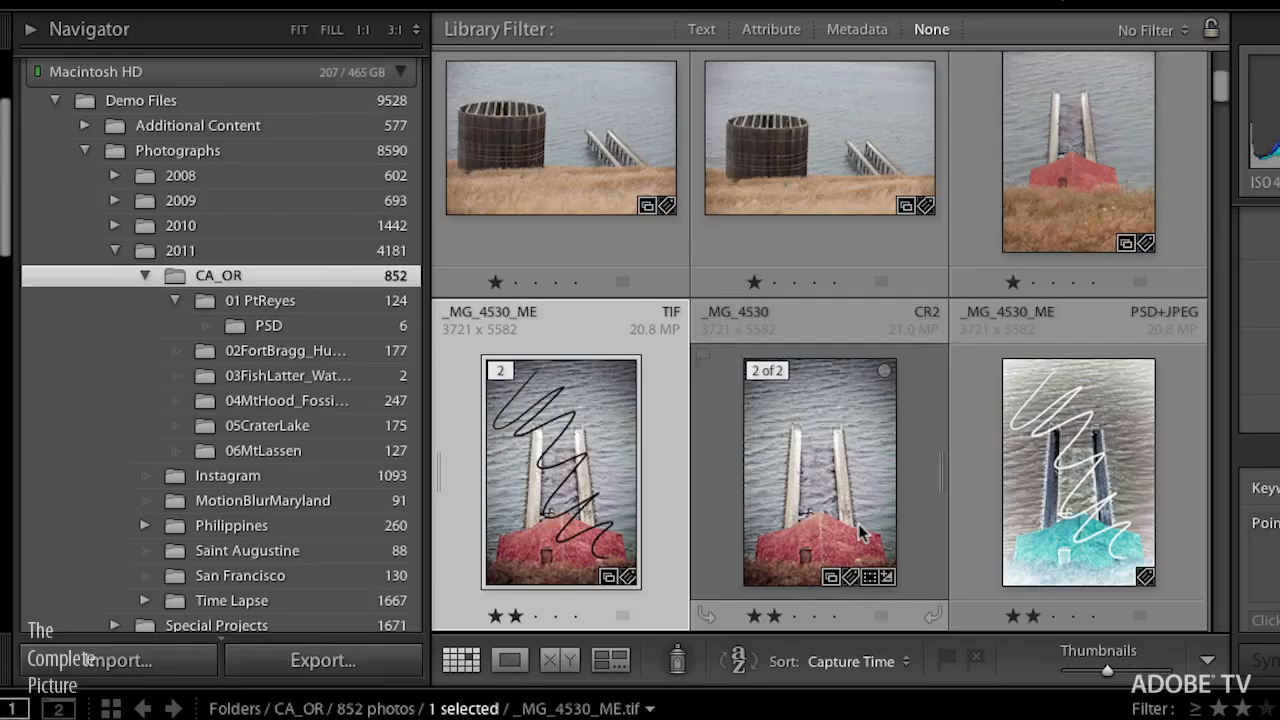 Navigator FIT FILL 1:1 3:1
Macintosh HD 207 / 465 GB
Demo Files 9528
Additional Content 577
Photographs 8590
2008 602
2009 693
2010 1442
2011 4181
CA_OR 852
01 PtReyes 124
PSD 6
02FortBragg_Hu... 177
03FishLatter_Wat... 2
04MtHood_Fossi... 247
05CraterLake 175
06MtLassen 127
Instagram 1093
MotionBlurMaryland 91
Philippines 260
Saint Augustine 88
San Francisco 130
Time Lapse 1667
Special Projects 1671
Import... Export...
The
Complete
Picture
Library Filter : Text Attribute Metadata None No Filter
_MG_4530_ME TIF
3721 x 5582 20.8 MP
2
_MG_4530 CR2
3721 x 5582 21.0 MP
2 of 2
_MG_4530_ME PSD+JPEG
3721 x 5582 20.8 MP
X Y
Sort: Capture Time
Thumbnails
ISO 4
Keyw
Poin
Click
Syn
ADOBE TV
1 2 Folders / CA_OR / 852 photos / 1 selected / _MG_4530_ME.tif
Filter : ≥